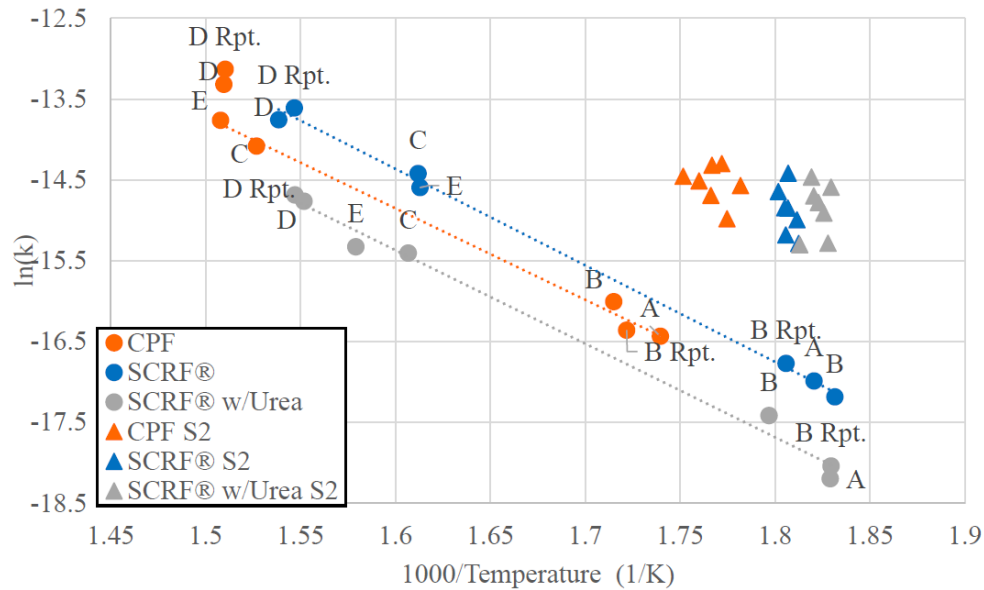 -12.5
D Rpt.
D
D Rpt.
-13.5
E
D
C
C
-14.5
E
D Rpt.
D
E
C
ln(k)
-15.5
B
A
-16.5
B Rpt.
B Rpt.
A
B
B
-17.5
B Rpt.
A
-18.5
CPF
SCRF®
SCRF® w/Urea
CPF S2
SCRF® S2
SCRF® w/Urea S2
1.45 1.5 1.55 1.6 1.65 1.7 1.75 1.8 1.85 1.9
1000/Temperature (1/K)